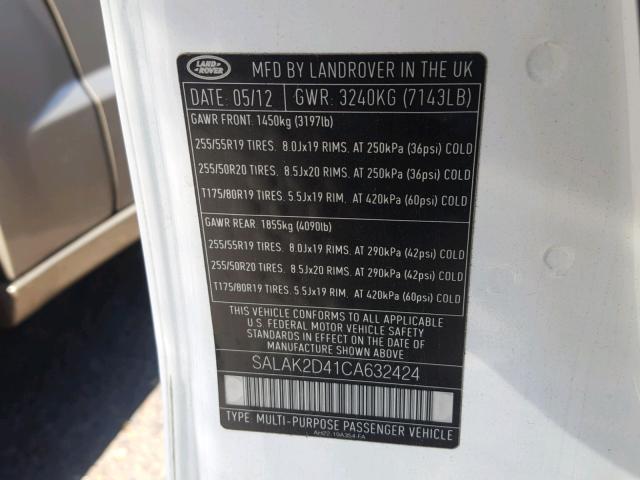 LAND ROVER
MFD BY LANDROVER IN THE UK
DATE: 05/12 GWR: 3240KG (7143LB)
GAWR FRONT: 1450kg (3197lb)
255/55R19 TIRES. 8.0Jx19 RIMS. AT 250kPa (36psi) COLD
255/50R20 TIRES. 8.5Jx20 RIMS. AT 250kPa (36psi) COLD
T175/80R19 TIRES. 5.5Jx19 RIM. AT 420kPa (60psi) COLD
GAWR REAR: 1855kg (4090lb)
255/55R19 TIRES. 8.0Jx19 RIMS. AT 290kPa (42psi) COLD
255/50R20 TIRES. 8.5Jx20 RIMS. AT 290kPa (42psi) COLD
T175/80R19 TIRES. 5.5Jx19 RIM. AT 420kPa (60psi) COLD
THIS VEHICLE CONFORMS TO ALL APPLICABLE
U.S. FEDERAL MOTOR VEHICLE SAFETY
STANDARDS IN EFFECT ON THE DATE OF
MANUFACTURE SHOWN ABOVE.
SALAK2D41CA632424
TYPE: MULTI-PURPOSE PASSENGER VEHICLE
AH22-19A354-FA